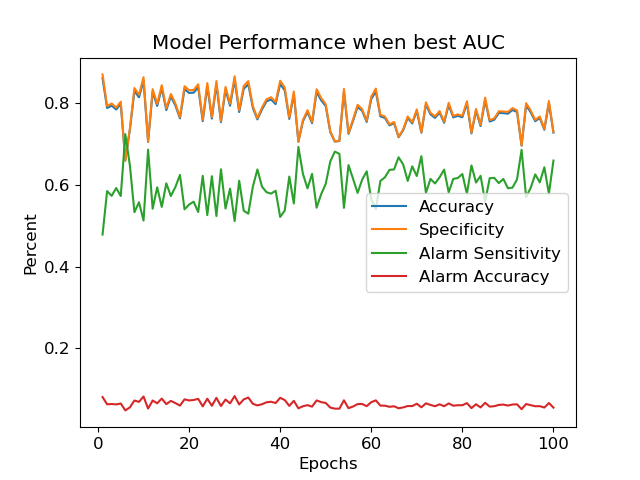 Model Performance when best AUC
Percent
0.8
0.6
0.4
0.2
Accuracy
Specificity
Alarm Sensitivity
Alarm Accuracy
0 20 40 60 80 100
Epochs